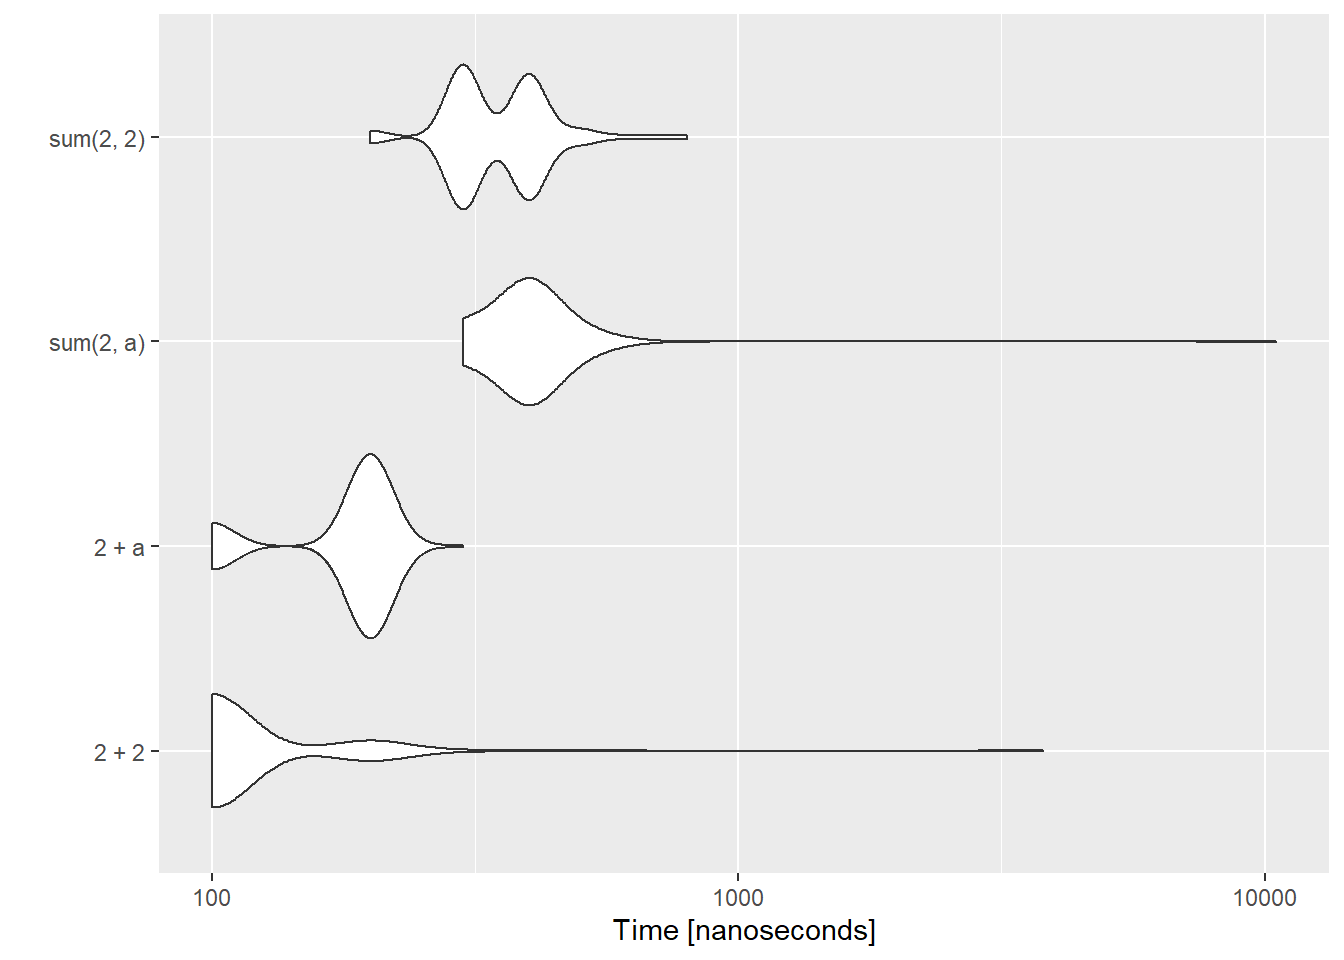 sum(2, 2)
sum(2, a)
2 + a
2 + 2
100 1000 10000
Time [nanoseconds]